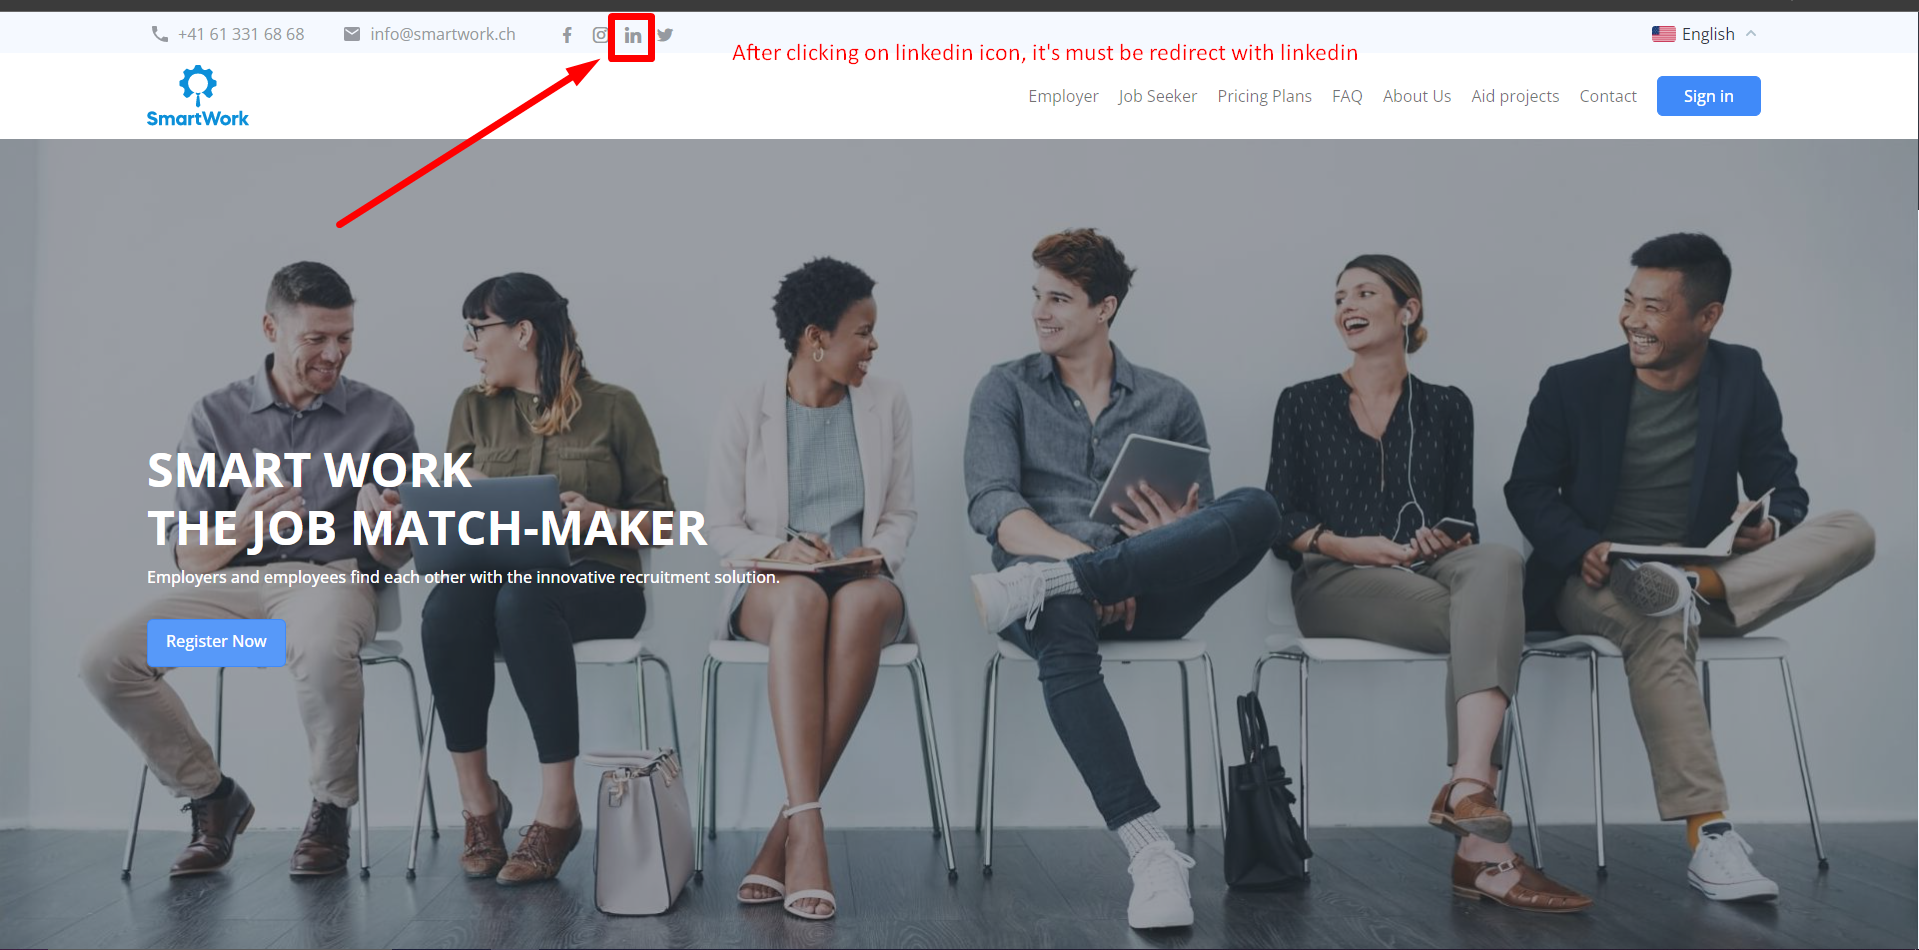 +41 61 331 68 68 info@smartwork.ch in English
After clicking on linkedin icon, it's must be redirect with linkedin
SmartWork
Employer Job Seeker Pricing Plans FAQ About Us Aid projects Contact Sign in
SMART WORK
THE JOB MATCH-MAKER
Employers and employees find each other with the innovative recruitment solution.
Register Now